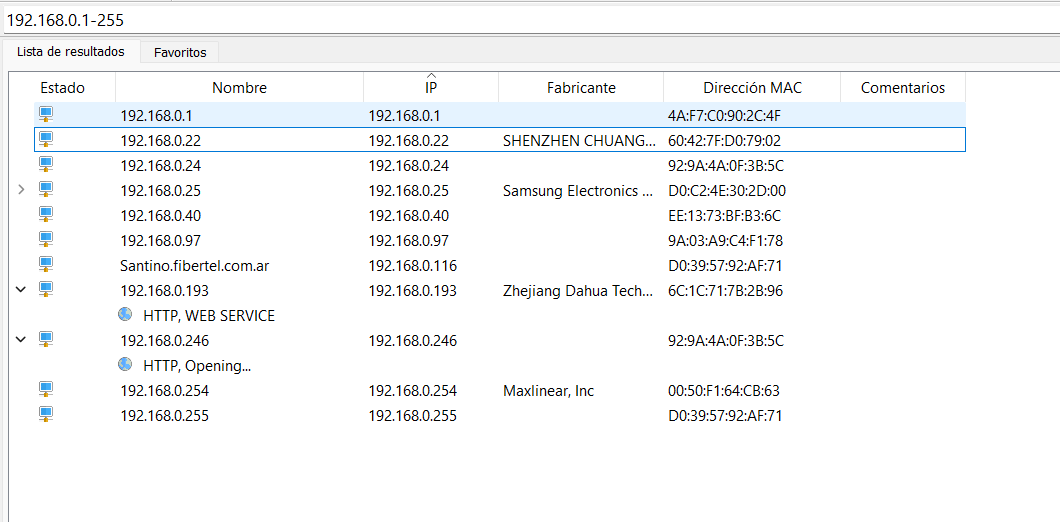 192.168.0.1-255
Lista de resultados Favoritos
Estado Nombre IP Fabricante Dirección MAC Comentarios
192.168.0.1 192.168.0.1 4A:F7:C0:90:2C:4F
192.168.0.22 192.168.0.22 SHENZHEN CHUANG... 60:42:7F:D0:79:02
192.168.0.24 192.168.0.24 92:9A:4A:0F:3B:5C
192.168.0.25 192.168.0.25 Samsung Electronics ... D0:C2:4E:30:2D:00
192.168.0.40 192.168.0.40 EE:13:73:BF:B3:6C
192.168.0.97 192.168.0.97 9A:03:A9:C4:F1:78
Santino.fibertel.com.ar 192.168.0.116 D0:39:57:92:AF:71
192.168.0.193 192.168.0.193 Zhejiang Dahua Tech... 6C:1C:71:7B:2B:96
HTTP, WEB SERVICE
192.168.0.246 192.168.0.246 92:9A:4A:0F:3B:5C
HTTP, Opening...
192.168.0.254 192.168.0.254 Maxlinear, Inc 00:50:F1:64:CB:63
192.168.0.255 192.168.0.255 D0:39:57:92:AF:71